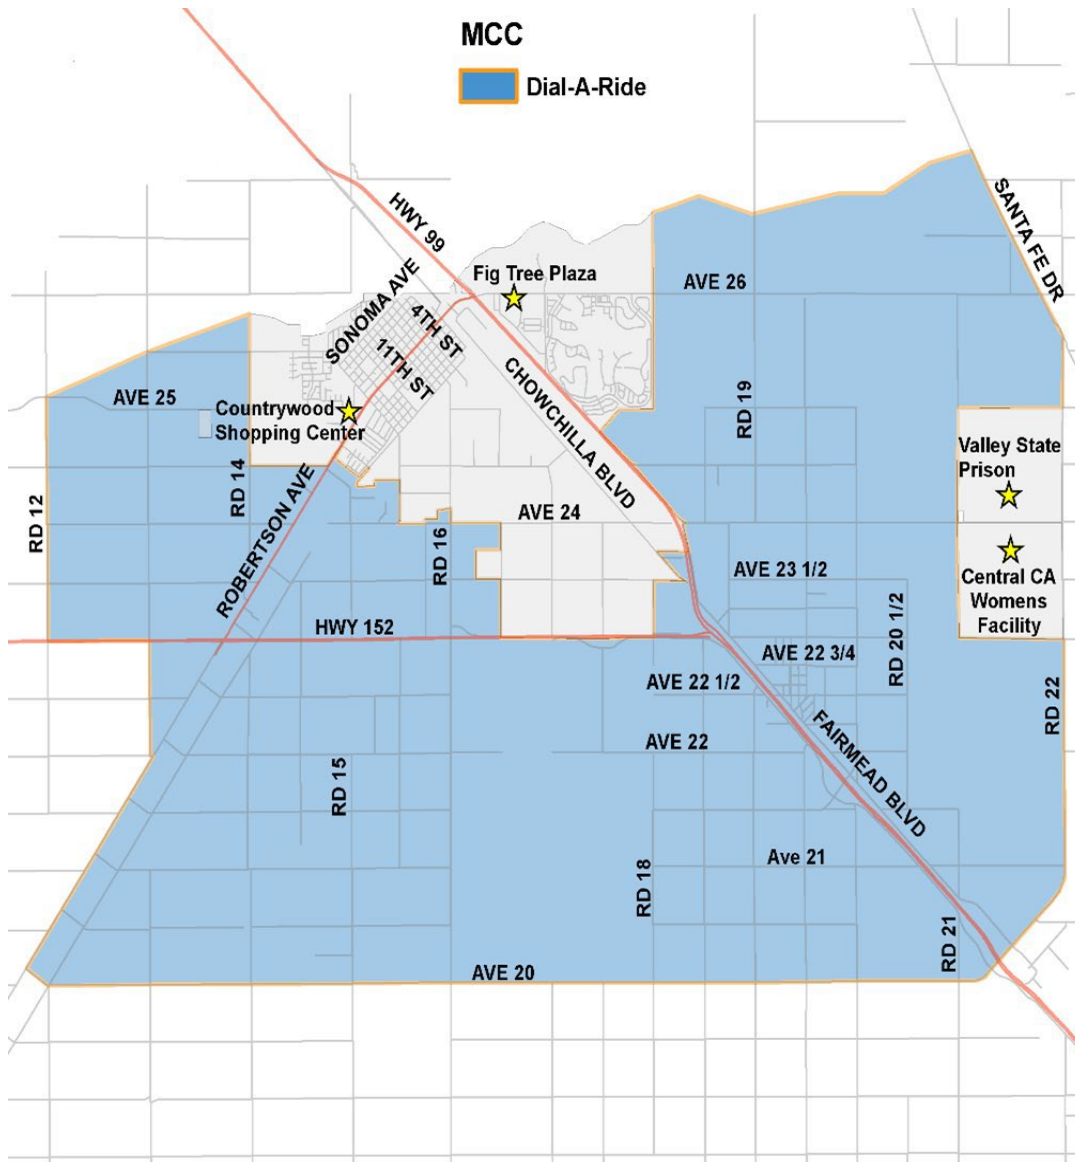 MCC
Dial-A-Ride
HWY 99
SANTA FE DR
Fig Tree Plaza
AVE 26
SONOMA AVE
4TH ST
11TH ST
CHOWCHILLA BLVD
AVE 25
Countrywood
Shopping Center
RD 19
Valley State
Prison
RD 12
RD 14
ROBERTSON AVE
RD 16
AVE 24
AVE 23 1/2
Central CA
Womens
Facility
HWY 152
RD 20 1/2
AVE 22 3/4
AVE 22 1/2
RD 22
AVE 22
FAIRMEAD BLVD
RD 15
Ave 21
RD 18
RD 21
AVE 20